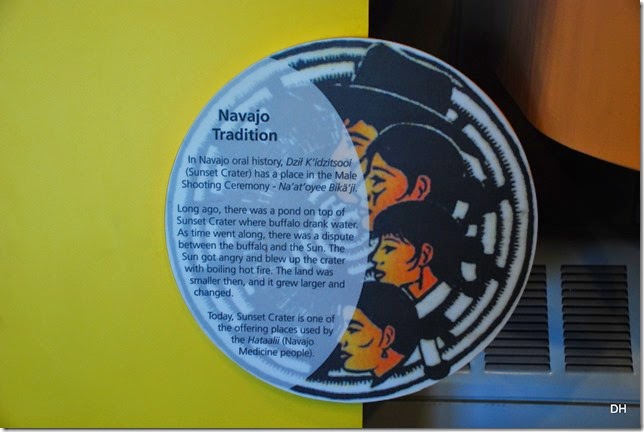 Navajo
Tradition
In Navajo oral history, Dził K'idzitsooí
(Sunset Crater) has a place in the Male
Shooting Ceremony - Na'at'oyee Bikã'jí.
Long ago, there was a pond on top of
Sunset Crater where buffalo drank water.
As time went along, there was a dispute
between the buffalo and the Sun. The
Sun got angry and blew up the crater
with boiling hot fire. The land was
smaller then, and it grew larger and
changed.
Today, Sunset Crater is one of
the offering places used by
the Hataalii (Navajo
Medicine people).
DH